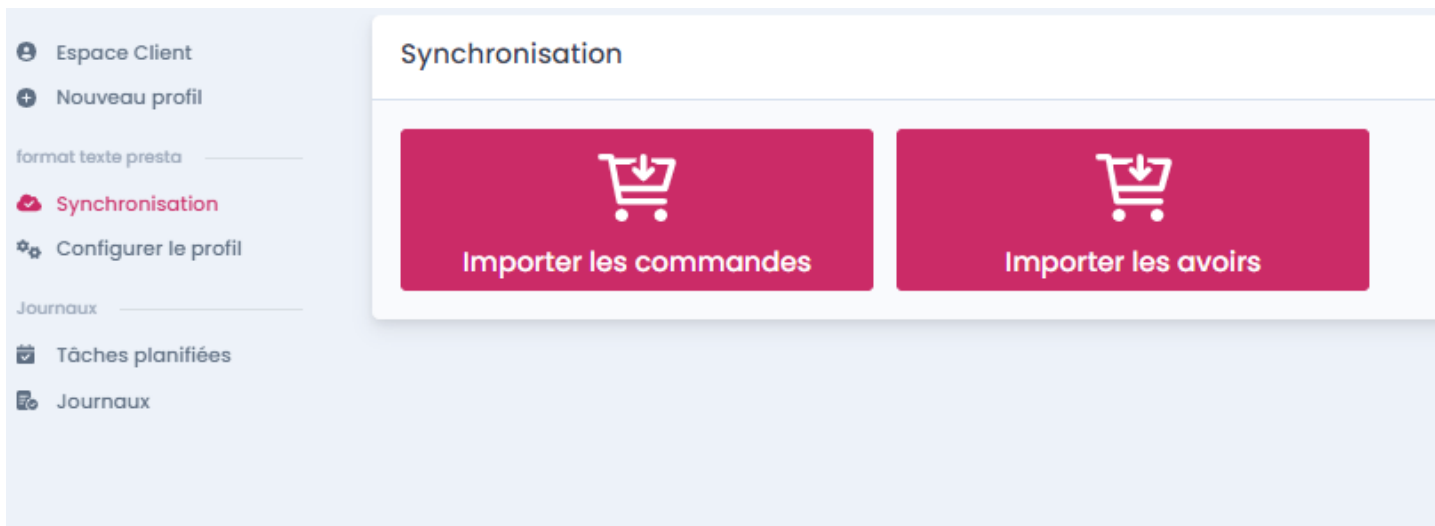 Espace Client
Nouveau profil
format texte presta
Synchronisation
Configurer le profil
Journaux
Tâches planifiées
Journaux
Synchronisation
Importer les commandes
Importer les avoirs